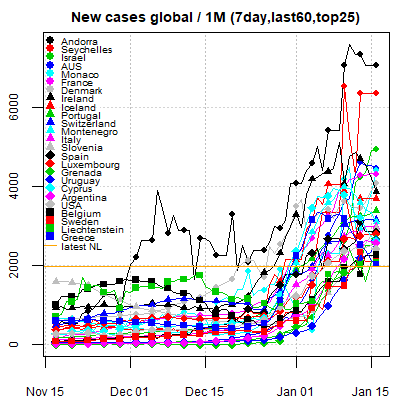 New cases global / 1M (7day,last60,top25)
Andorra
Seychelles
Israel
AUS
Monaco
France
Denmark
Ireland
Iceland
Portugal
Switzerland
Montenegro
Italy
Slovenia
Spain
Luxembourg
Grenada
Uruguay
Cyprus
Argentina
USA
Belgium
Sweden
Liechtenstein
Greece
latest NL
6000
4000
2000
0
Nov 15
Dec 01
Dec 15
Jan 01
Jan 15